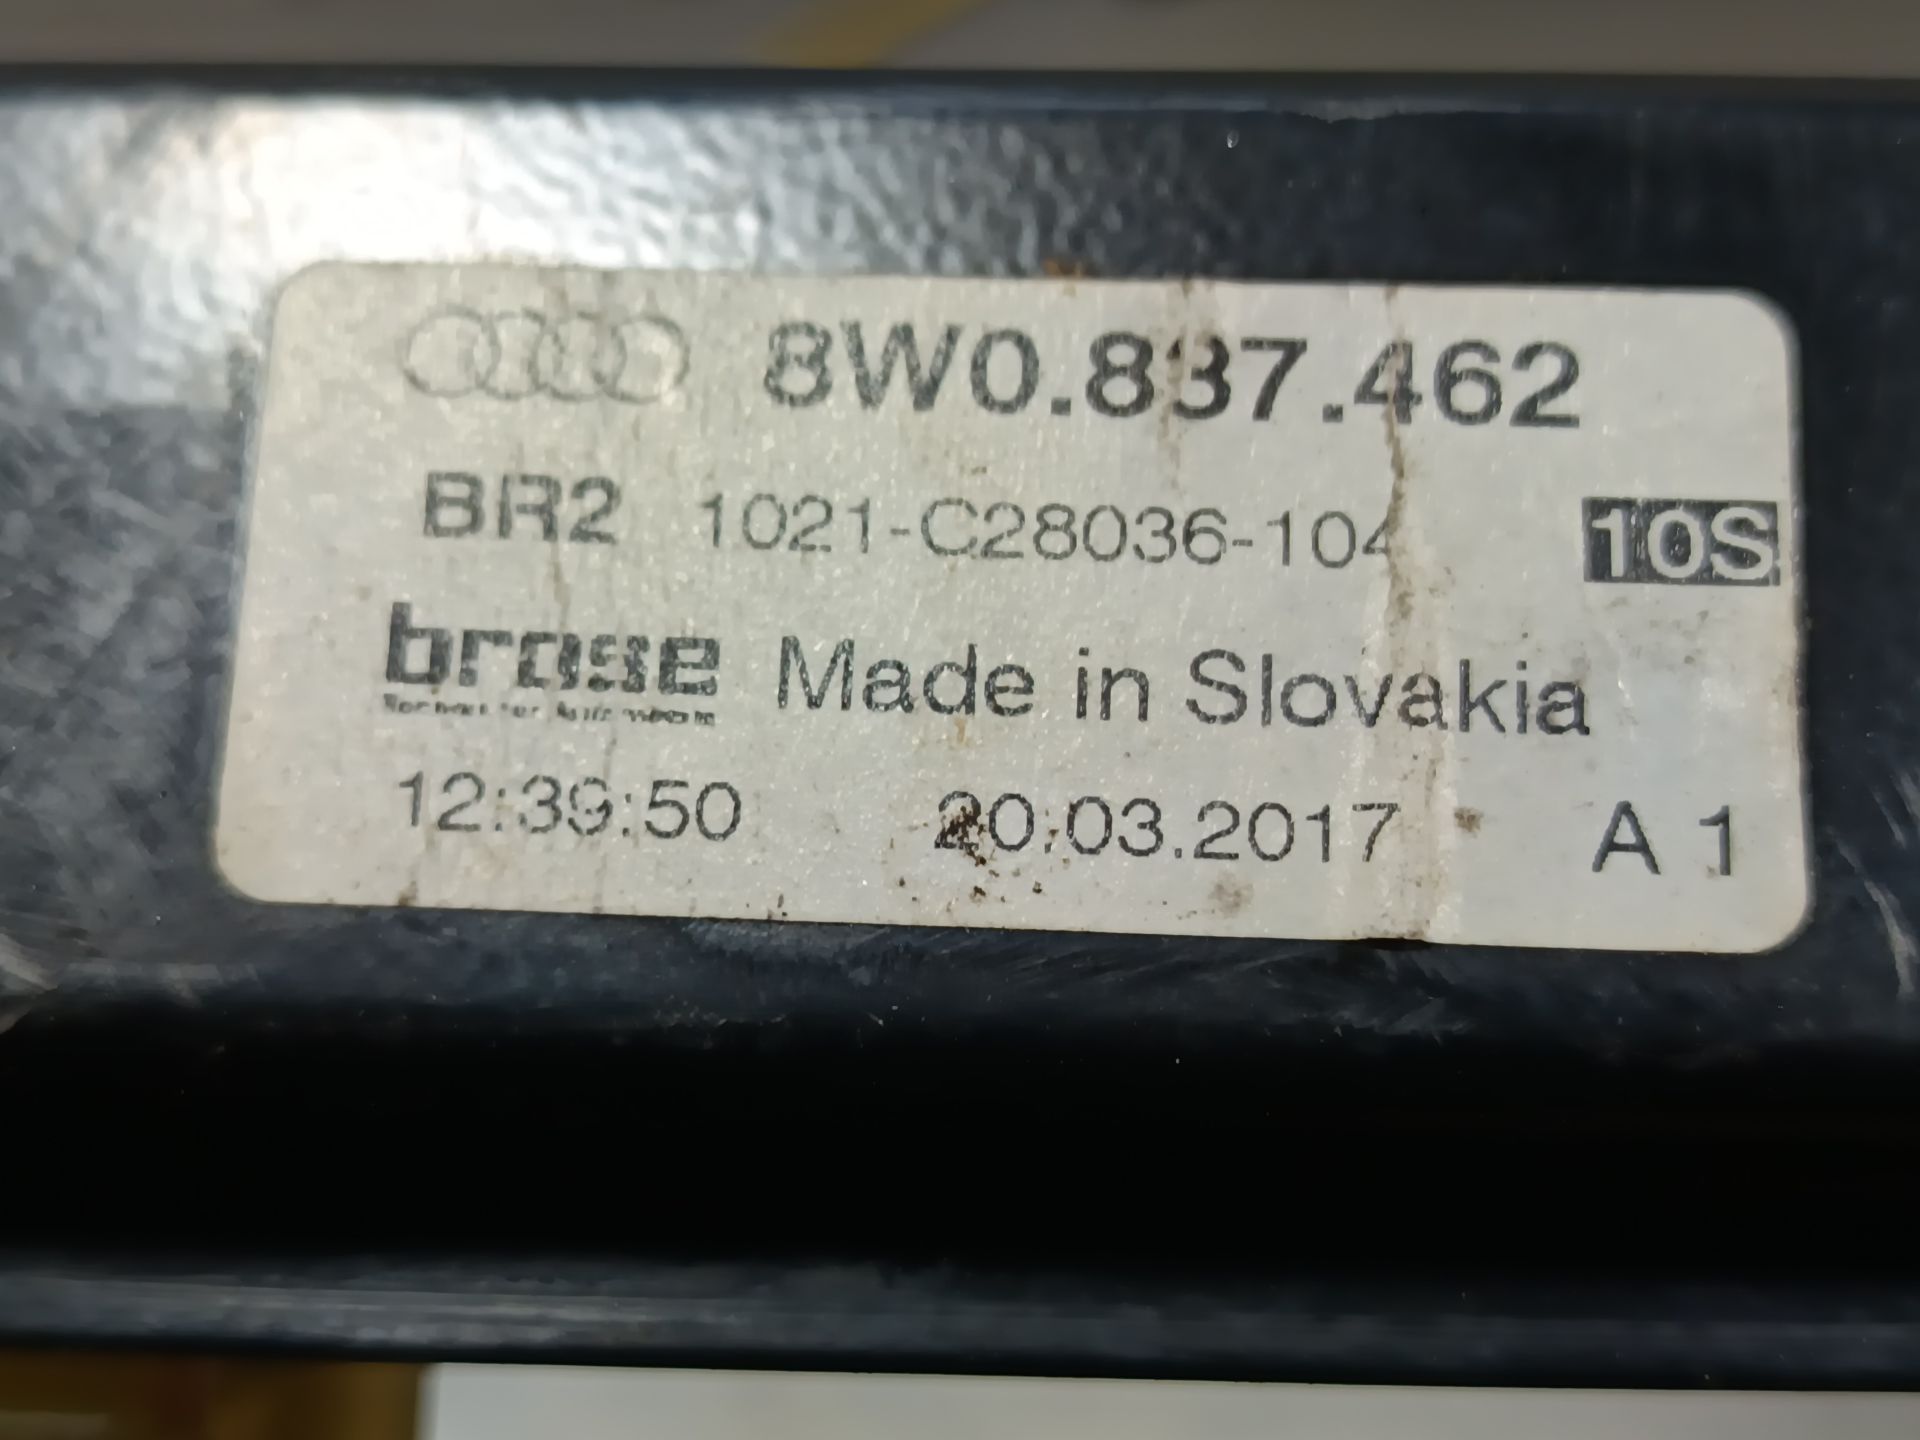 8W0.837.462
BR2 1021-C28036-104 10S
brose Made in Slovakia
12:39:50 20.03.2017 A 1